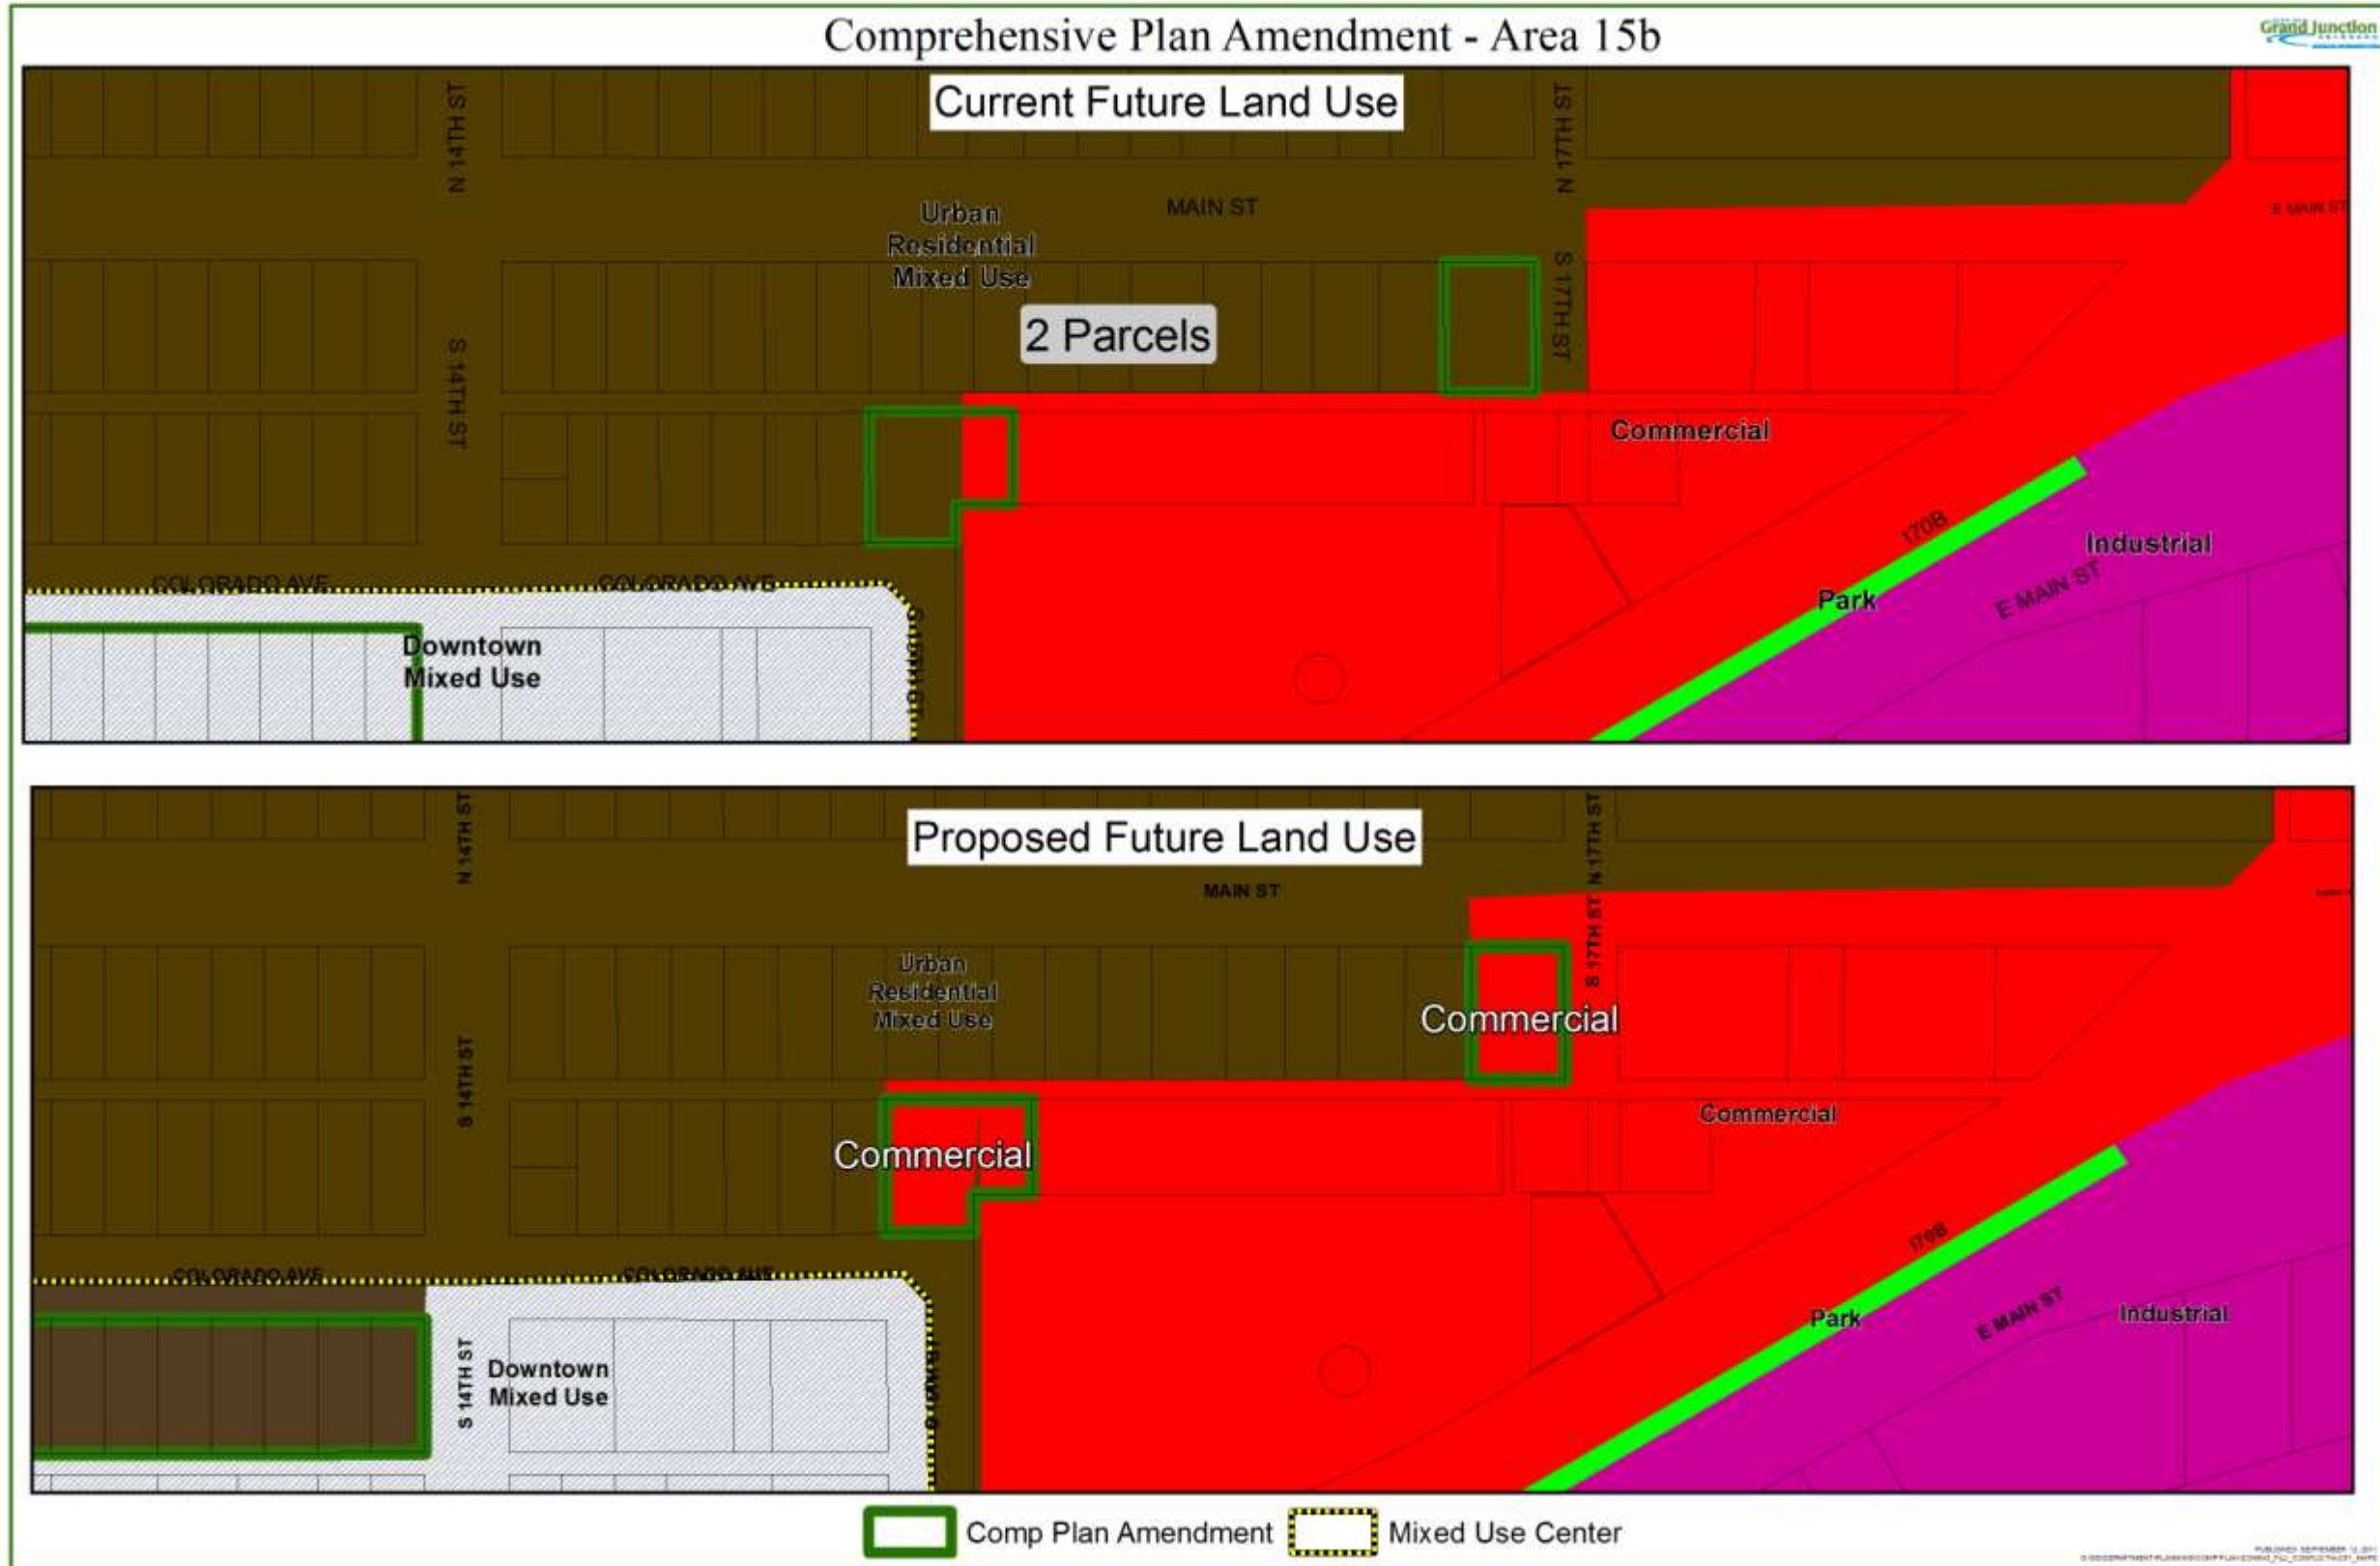 Comprehensive Plan Amendment - Area 15b
Grand Junction
Current Future Land Use
N 14TH ST
N 17TH ST
MAIN ST
E MAIN ST
Urban
Residential
Mixed Use
2 Parcels
S 17TH ST
S 14TH ST
Commercial
I70B
Industrial
E MAIN ST
Park
COLORADO AVE
COLORADO AVE
Downtown
Mixed Use
Proposed Future Land Use
N 14TH ST
N 17TH ST
MAIN ST
S 17TH ST
Urban
Residential
Mixed Use
Commercial
S 14TH ST
Commercial
Commercial
I70B
COLORADO AVE
COLORADO AVE
Park
E MAIN ST
Industrial
S 14TH ST
Downtown
Mixed Use
Comp Plan Amendment
Mixed Use Center